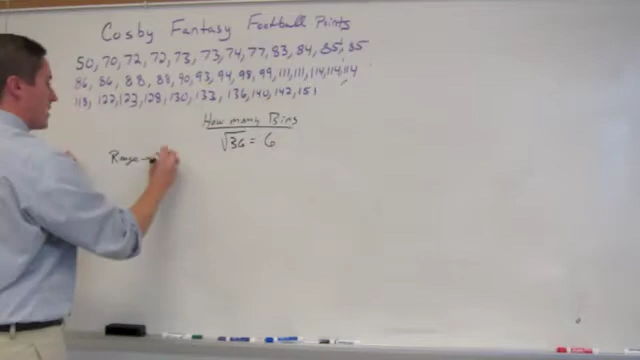 Cosby Fantasy Football Points
50, 70, 72, 72, 73, 73, 74, 77, 83, 84, 85, 85
86, 86, 88, 88, 90, 93, 94, 98, 99, 111, 111, 114, 114, 114
118, 122, 123, 128, 130, 133, 136, 140, 142, 151
How many Bins
√36 = 6
Range